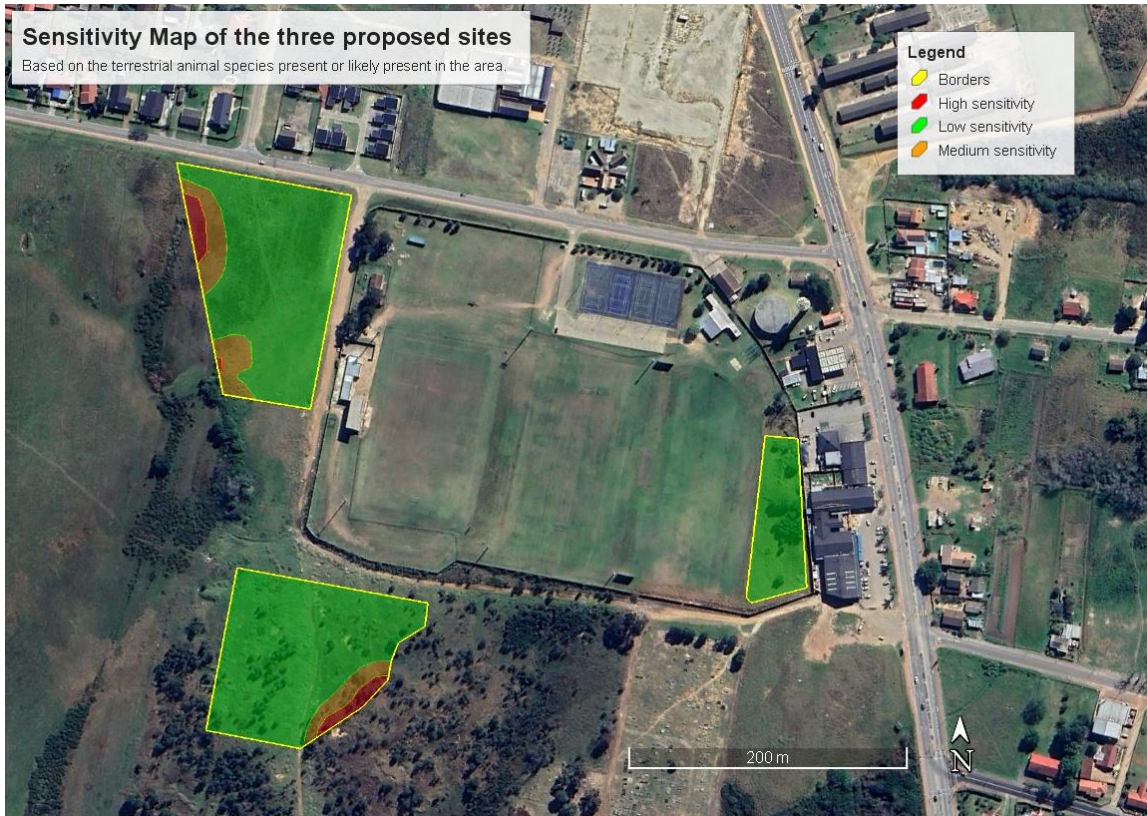 Sensitivity Map of the three proposed sites
Based on the terrestrial animal species present or likely present in the area.
Legend
Borders
High sensitivity
Low sensitivity
Medium sensitivity
200 m
N